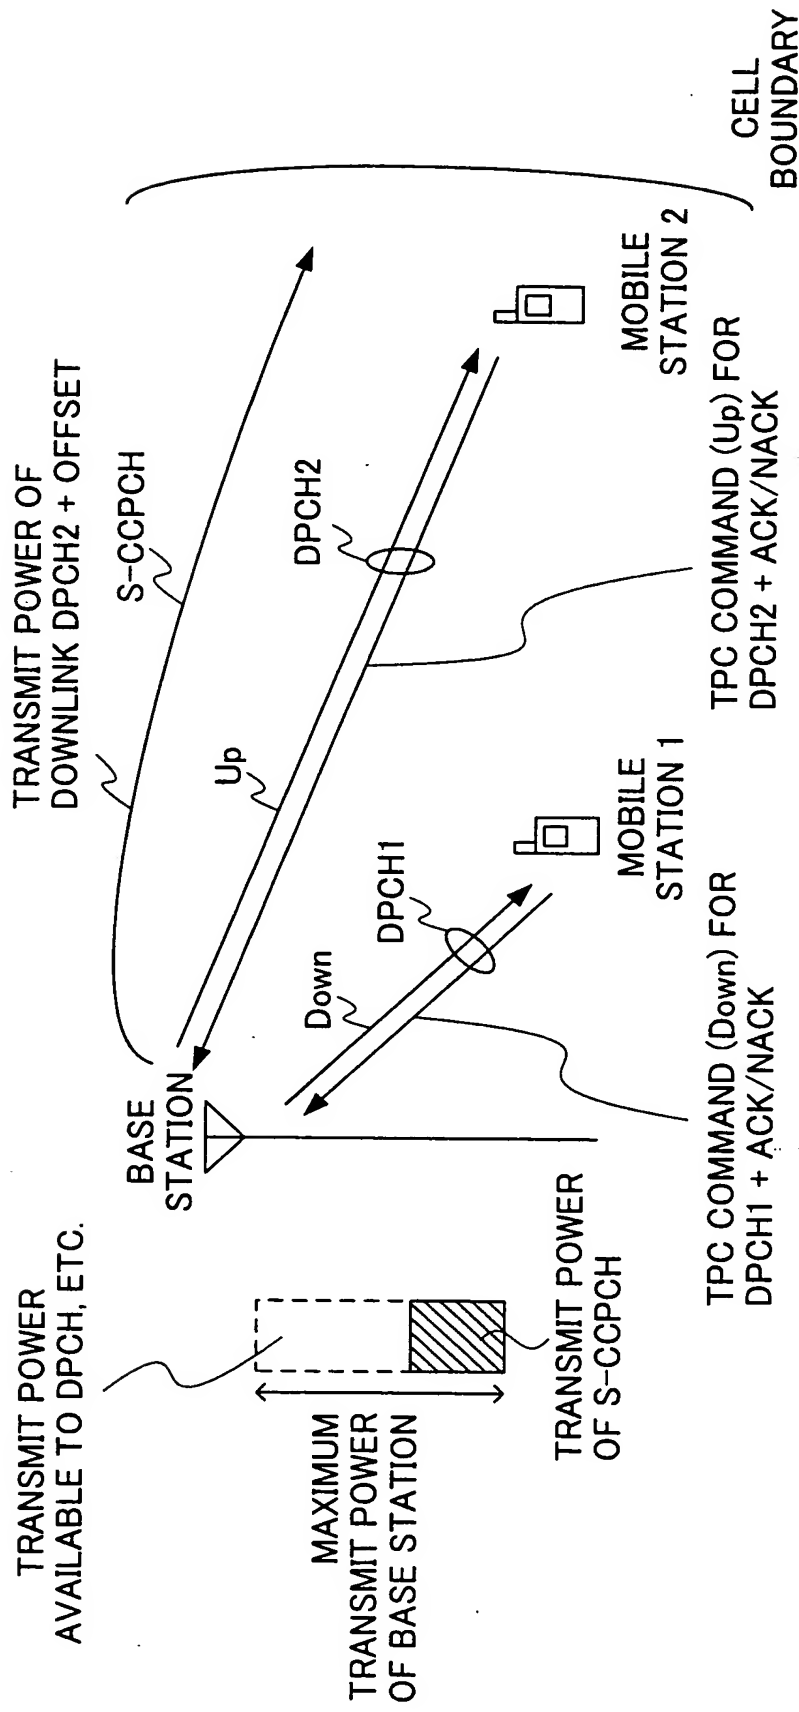 TRANSMIT POWER
AVAILABLE TO DPCH, ETC.
MAXIMUM
TRANSMIT POWER
OF BASE STATION
TRANSMIT POWER
OF S-CCPCH
BASE
STATION
TRANSMIT POWER OF
DOWNLINK DPCH2 + OFFSET
S-CCPCH
Up
DPCH2
Down
DPCH1
MOBILE
STATION 1
MOBILE
STATION 2
TPC COMMAND (Down) FOR
DPCH1 + ACK/NACK
TPC COMMAND (Up) FOR
DPCH2 + ACK/NACK
CELL
BOUNDARY